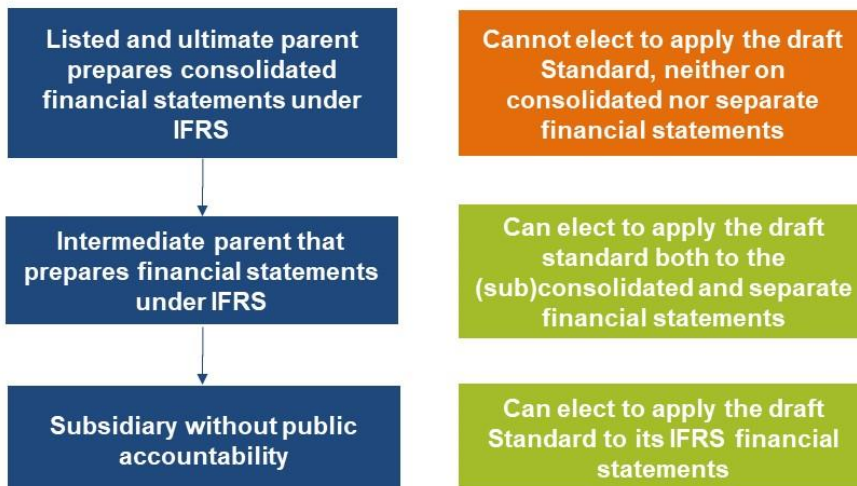 Listed and ultimate parent
prepares consolidated
financial statements under
IFRS
Cannot elect to apply the draft
Standard, neither on
consolidated nor separate
financial statements
Intermediate parent that
prepares financial statements
under IFRS
Can elect to apply the draft
standard both to the
(sub)consolidated and separate
financial statements
Subsidiary without public
accountability
Can elect to apply the draft
Standard to its IFRS financial
statements